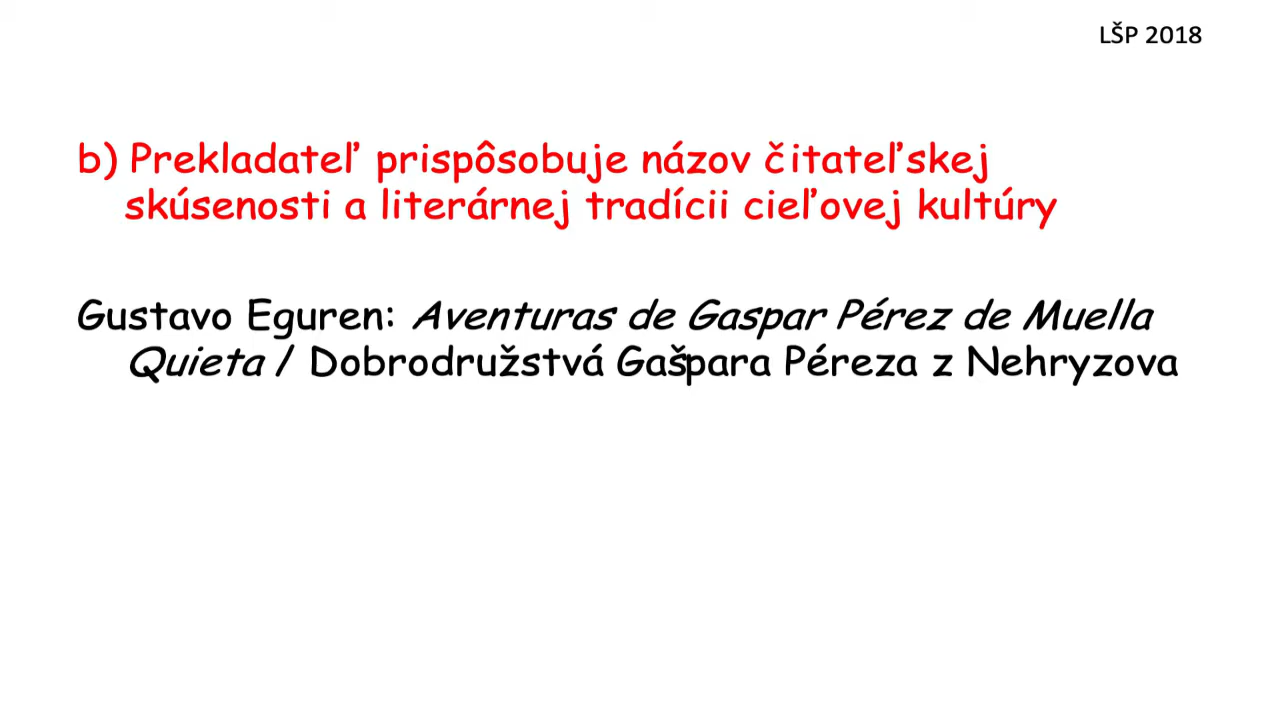 LŠP 2018
b) Prekladateľ prispôsobuje názov čitateľskej
skúsenosti a literárnej tradícii cieľovej kultúry
Gustavo Eguren: Aventuras de Gaspar Pérez de Muella
Quieta / Dobrodružstvá Gašpara Péreza z Nehryzova